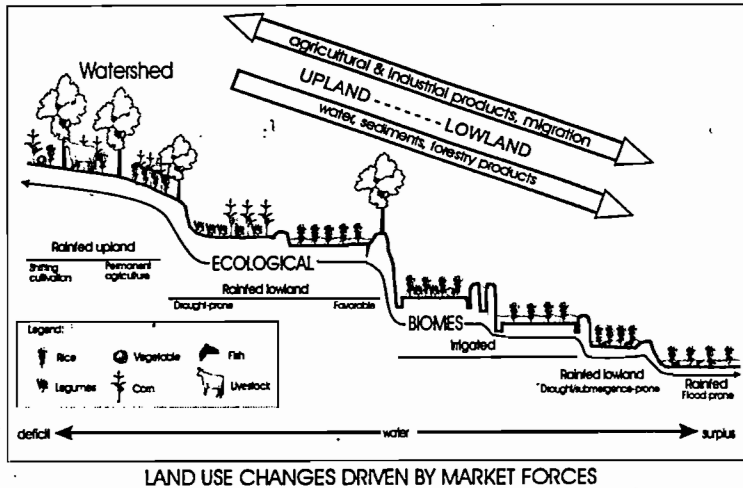 agricultural & industrial products, migration
UPLAND - - - - - - - LOWLAND
water, sediments, forestry products
Watershed
Rainfed upland
Shifting cultivation
Permanent agriculture
ECOLOGICAL
Rainfed lowland
Drought-prone
Favorable
BIOMES
Irrigated
Rainfed lowland
Drought/submergence-prone
Rainfed
Flood prone
Legend:
Rice
Vegetable
Fish
Legumes
Corn
Livestock
deficit
water
surplus
LAND USE CHANGES DRIVEN BY MARKET FORCES